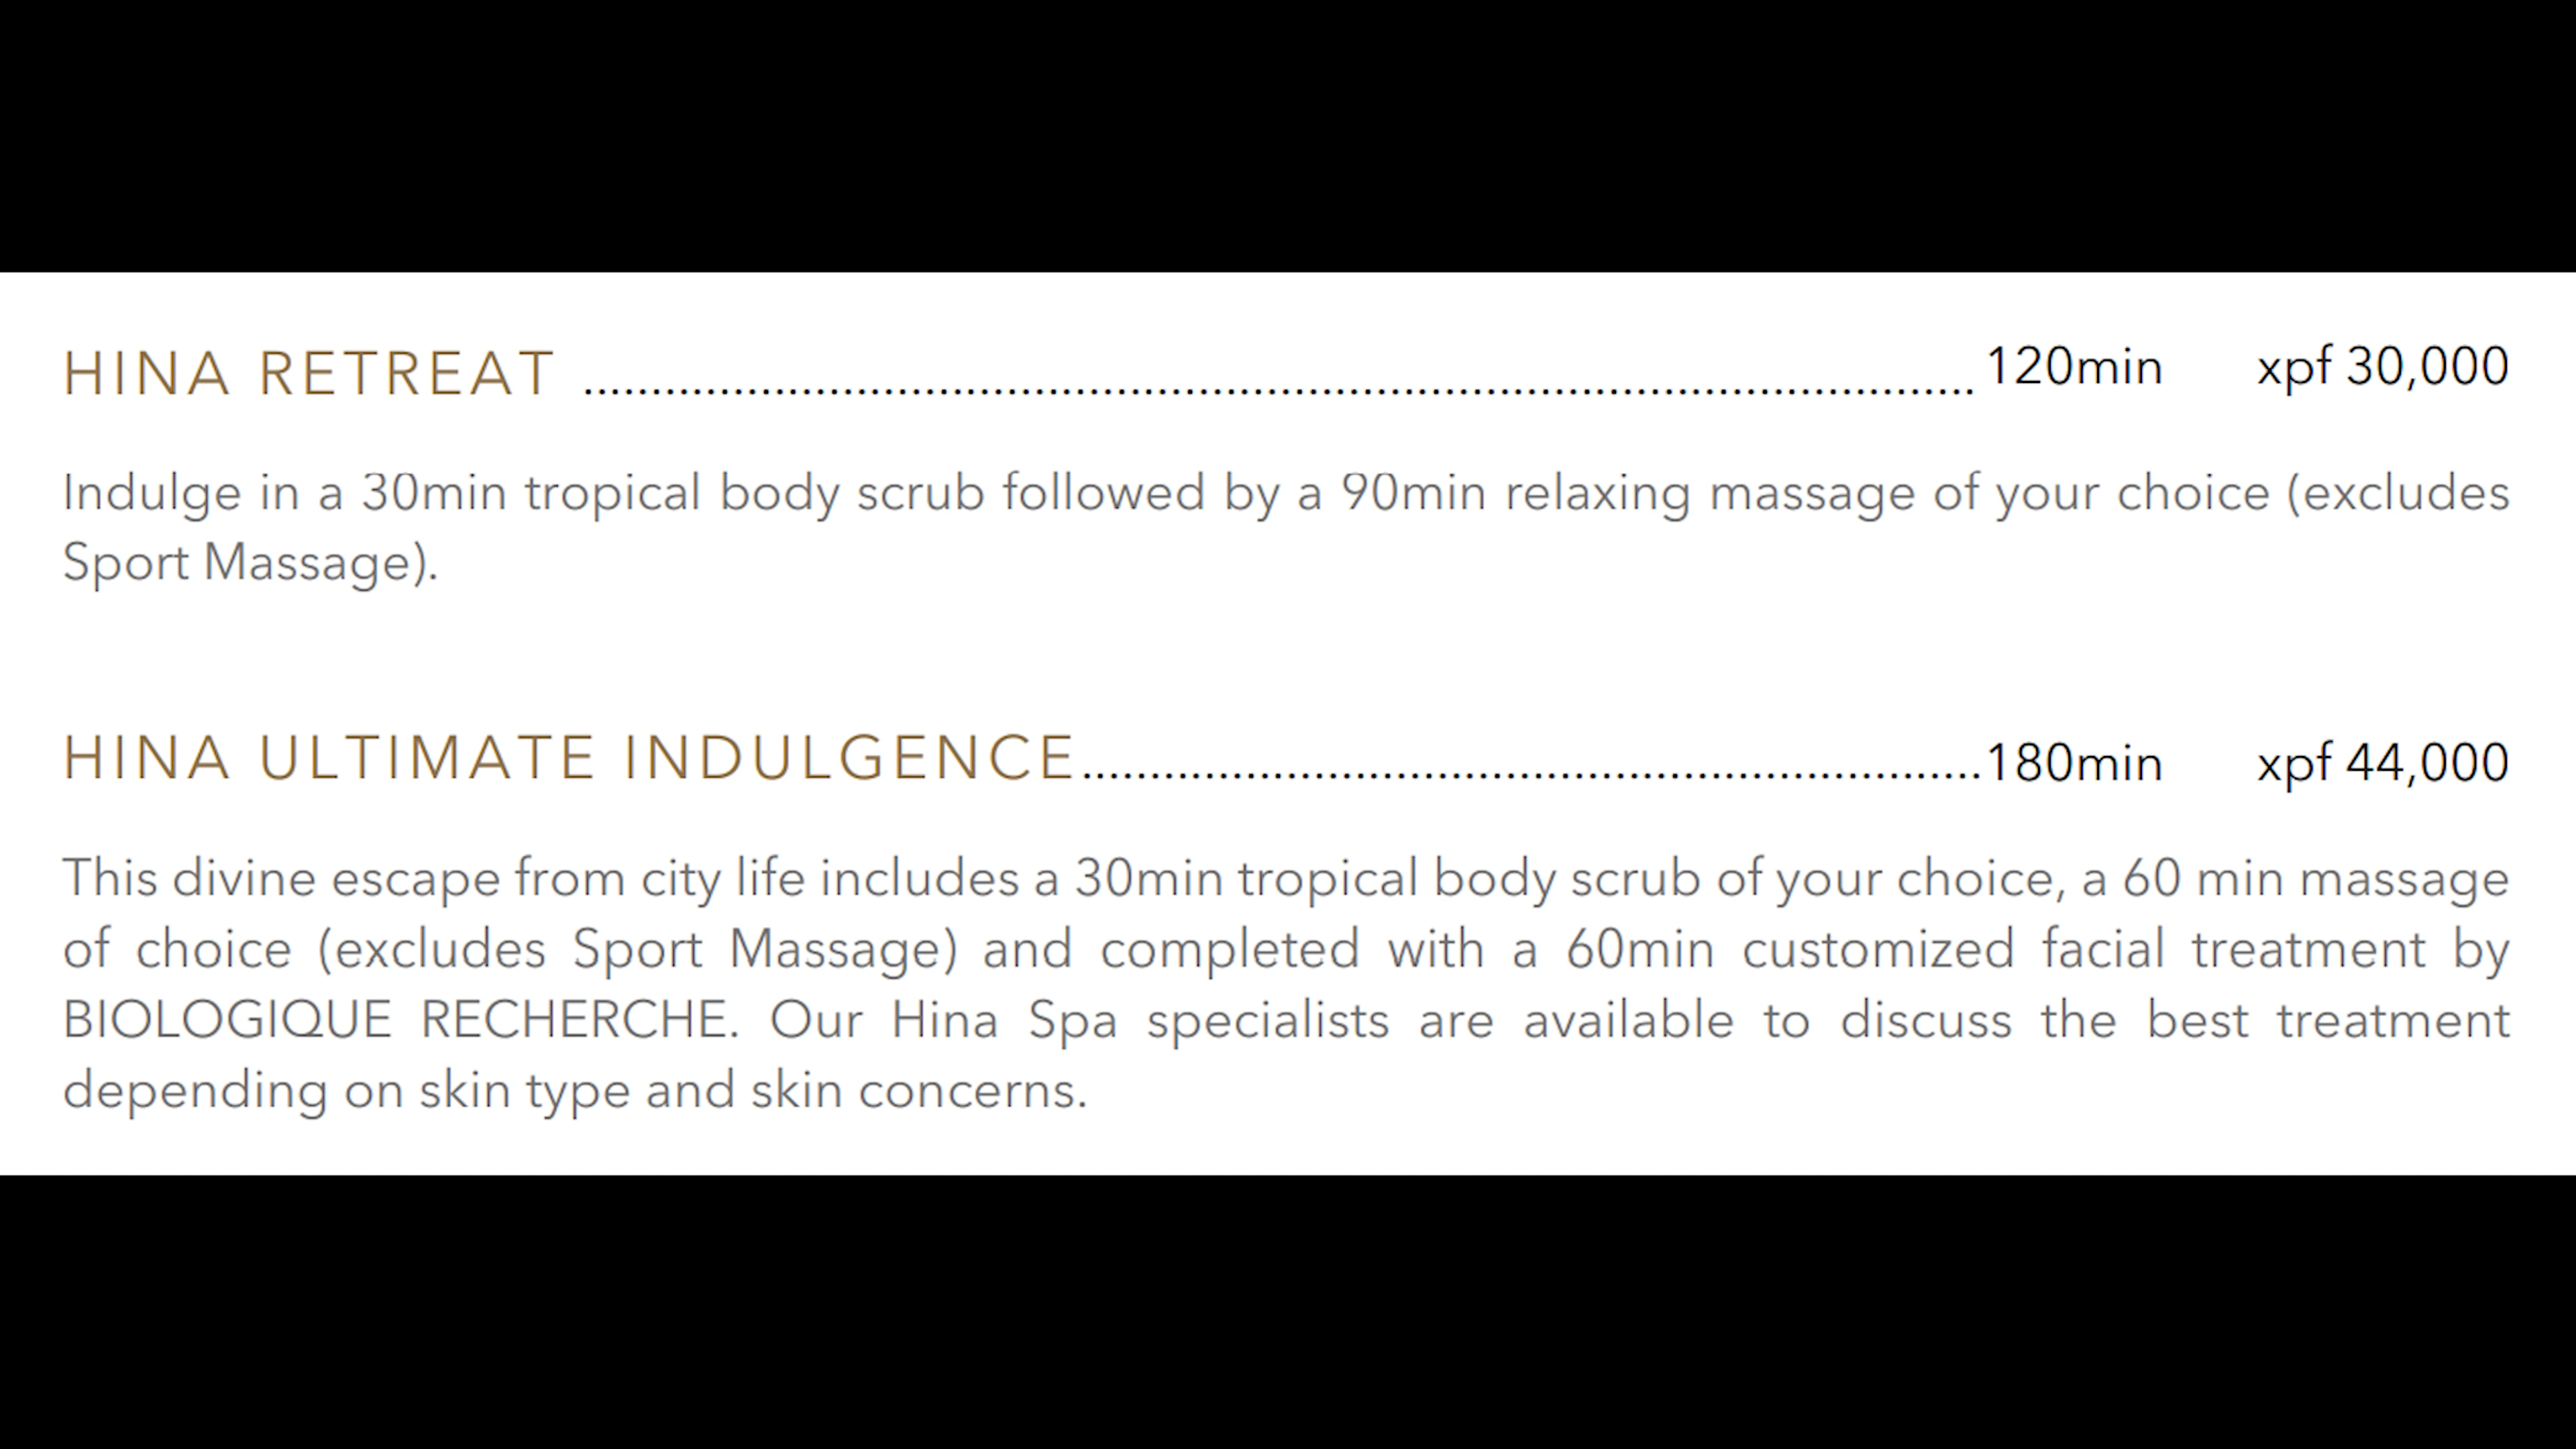 HINA RETREAT ........................................................................................................ 120min xpf 30,000
Indulge in a 30min tropical body scrub followed by a 90min relaxing massage of your choice (excludes
Sport Massage).
HINA ULTIMATE INDULGENCE...................................................................180min xpf 44,000
This divine escape from city life includes a 30min tropical body scrub of your choice, a 60 min massage
of choice (excludes Sport Massage) and completed with a 60min customized facial treatment by
BIOLOGIQUE RECHERCHE. Our Hina Spa specialists are available to discuss the best treatment
depending on skin type and skin concerns.